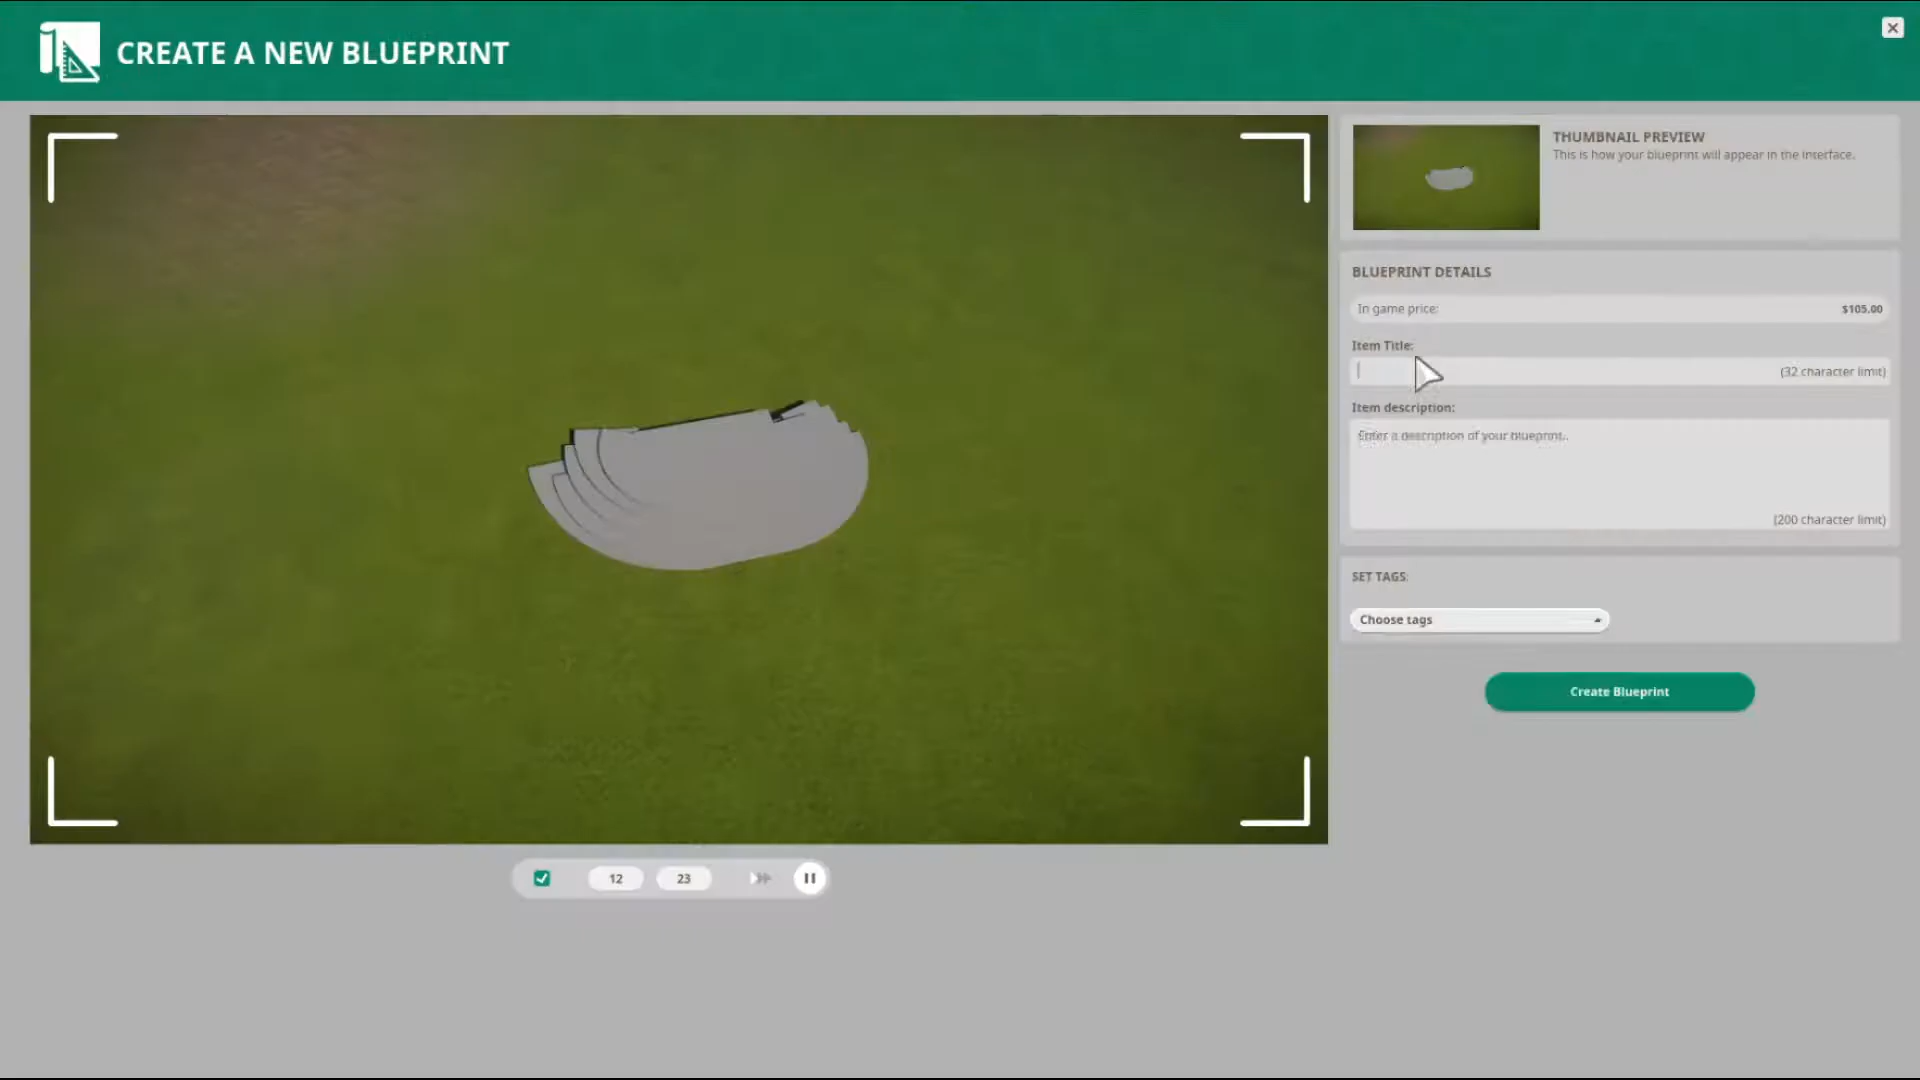 CREATE A NEW BLUEPRINT
THUMBNAIL PREVIEW
This is how your blueprint will appear in the interface.
BLUEPRINT DETAILS
In game price:
$105.00
Item Title:
(32 character limit)
Item description:
Enter a description of your blueprint..
(200 character limit)
SET TAGS:
Choose tags
Create Blueprint
12
23